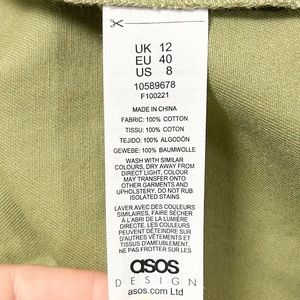 UK 12
EU 40
US 8
10589678
F100221
MADE IN CHINA
FABRIC: 100% COTTON
TISSU: 100% COTON
TEJIDO: 100% ALGODÓN
GEWEBE: 100% BAUMWOLLE
WASH WITH SIMILAR
COLOURS, DRY AWAY FROM
DIRECT LIGHT, COLOUR
MAY TRANSFER ONTO
OTHER GARMENTS AND
UPHOLSTERY, DO NOT RUB
ISOLATED STAINS
LAVER AVEC DES COULEURS
SIMILAIRES, FAIRE SÉCHER
À L'ABRI DE LA LUMIÈRE
DIRECTE, LES COULEURS
PEUVENT DÉTEINDRE SUR
D'AUTRES VÊTEMENTS ET
TISSUS D'AMEUBLEMENT,
NE PAS FROTTER LES
TACHES ISOLÉES
asos
DESIGN
asos.com Ltd